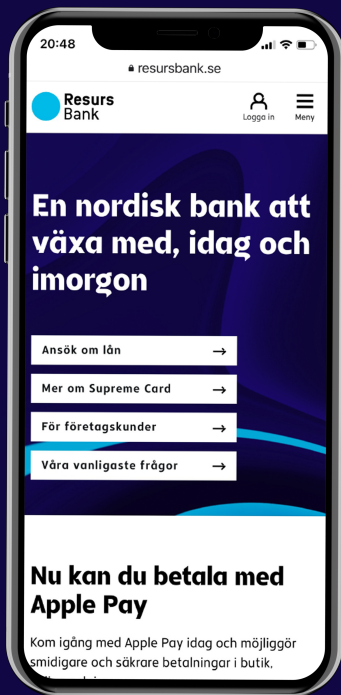 20:48
resursbank.se
Resurs
Bank
Logga in
Meny
En nordisk bank att
växa med, idag och
imorgon
Ansök om lån →
Mer om Supreme Card →
För företagskunder →
Våra vanligaste frågor →
Nu kan du betala med
Apple Pay
Kom igång med Apple Pay idag och möjliggör
smidigare och säkrare betalningar i butik,